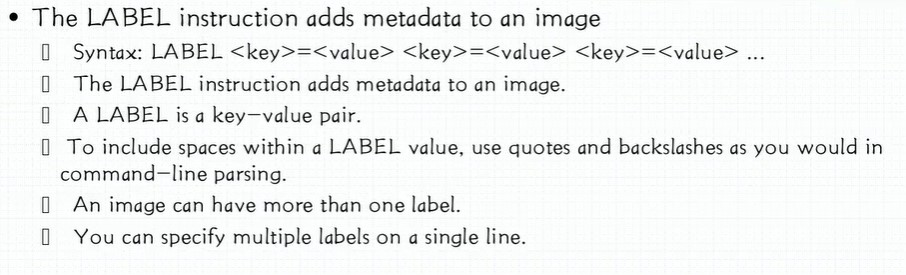 • The LABEL instruction adds metadata to an image
▯ Syntax: LABEL <key>=<value> <key>=<value> <key>=<value> ...
▯ The LABEL instruction adds metadata to an image.
▯ A LABEL is a key-value pair.
▯ To include spaces within a LABEL value, use quotes and backslashes as you would in
command-line parsing.
▯ An image can have more than one label.
▯ You can specify multiple labels on a single line.